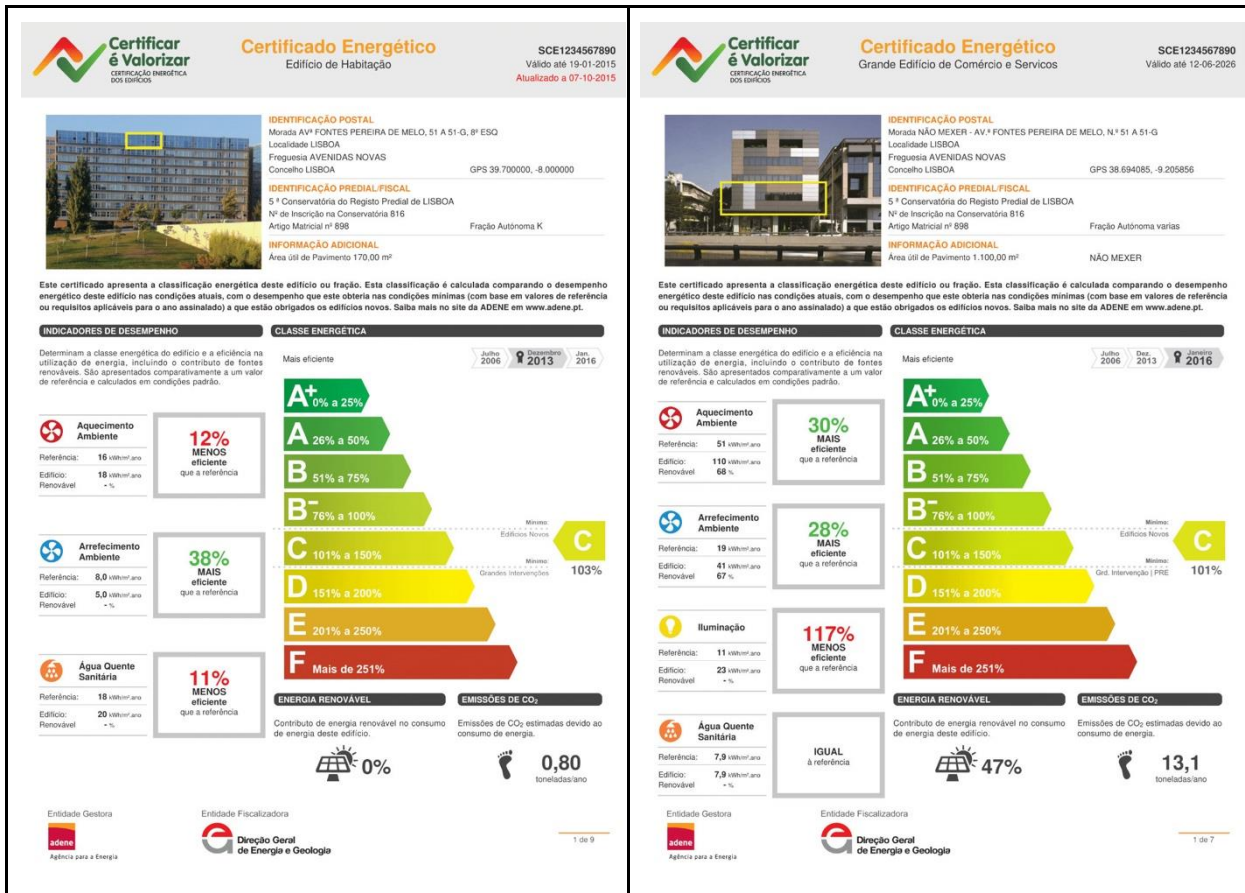 Certificar
é Valorizar
CERTIFICAÇÃO ENERGÉTICA
DOS EDIFÍCIOS
Certificado Energético
Edifício de Habitação
SCE1234567890
Válido até 19-01-2015
Atualizado a 07-10-2015
IDENTIFICAÇÃO POSTAL
Morada AVª FONTES PEREIRA DE MELO, 51 A 51-G, 8º ESQ
Localidade LISBOA
Freguesia AVENIDAS NOVAS
Concelho LISBOA GPS 39.700000, -8.000000
IDENTIFICAÇÃO PREDIAL/FISCAL
5 ª Conservatória do Registo Predial de LISBOA
Nº de Inscrição na Conservatória 816
Artigo Matricial nº 898 Fração Autónoma K
INFORMAÇÃO ADICIONAL
Área útil de Pavimento 170,00 m²
Este certificado apresenta a classificação energética deste edifício ou fração. Esta classificação é calculada comparando o desempenho
energético deste edifício nas condições atuais, com o desempenho que este obteria nas condições mínimas (com base em valores de referência
ou requisitos aplicáveis para o ano assinalado) a que estão obrigados os edifícios novos. Saiba mais no site da ADENE em www.adene.pt.
INDICADORES DE DESEMPENHO
Determinam a classe energética do edifício e a eficiência na
utilização de energia, incluindo o contributo de fontes
renováveis. São apresentados comparativamente a um valor
de referência e calculados em condições padrão.
Aquecimento
Ambiente
Referência: 16 kWh/m².ano
Edifício: 18 kWh/m².ano
Renovável - %
12%
MENOS
eficiente
que a referência
Arrefecimento
Ambiente
Referência: 8,0 kWh/m².ano
Edifício: 5,0 kWh/m².ano
Renovável - %
38%
MAIS
eficiente
que a referência
Água Quente
Sanitária
Referência: 18 kWh/m².ano
Edifício: 20 kWh/m².ano
Renovável - %
11%
MENOS
eficiente
que a referência
CLASSE ENERGÉTICA
Mais eficiente
Julho
2006
Dezembro
2013
Jan.
2016
A+ 0% a 25%
A 26% a 50%
B 51% a 75%
B- 76% a 100%
Mínimo:
Edifícios Novos
C 101% a 150%
C
103%
Mínimo:
Grandes Intervenções
D 151% a 200%
E 201% a 250%
F Mais de 251%
ENERGIA RENOVÁVEL
Contributo de energia renovável no consumo
de energia deste edifício.
0%
EMISSÕES DE CO₂
Emissões de CO₂ estimadas devido ao
consumo de energia.
0,80
toneladas/ano
Entidade Gestora
adene
Agência para a Energia
Entidade Fiscalizadora
Direção Geral
de Energia e Geologia
1 de 9
Certificar
é Valorizar
CERTIFICAÇÃO ENERGÉTICA
DOS EDIFÍCIOS
Certificado Energético
Grande Edifício de Comércio e Servicos
SCE1234567890
Válido até 12-06-2026
IDENTIFICAÇÃO POSTAL
Morada NÃO MEXER - AV.ª FONTES PEREIRA DE MELO, N.º 51 A 51-G
Localidade LISBOA
Freguesia AVENIDAS NOVAS
Concelho LISBOA GPS 38.694085, -9.205856
IDENTIFICAÇÃO PREDIAL/FISCAL
5 ª Conservatória do Registo Predial de LISBOA
Nº de Inscrição na Conservatória 816
Artigo Matricial nº 898 Fração Autónoma varias
INFORMAÇÃO ADICIONAL
Área útil de Pavimento 1.100,00 m² NÃO MEXER
Este certificado apresenta a classificação energética deste edifício ou fração. Esta classificação é calculada comparando o desempenho
energético deste edifício nas condições atuais, com o desempenho que este obteria nas condições mínimas (com base em valores de referência
ou requisitos aplicáveis para o ano assinalado) a que estão obrigados os edifícios novos. Saiba mais no site da ADENE em www.adene.pt.
INDICADORES DE DESEMPENHO
Determinam a classe energética do edifício e a eficiência na
utilização de energia, incluindo o contributo de fontes
renováveis. São apresentados comparativamente a um valor
de referência e calculados em condições padrão.
Aquecimento
Ambiente
Referência: 51 kWh/m².ano
Edifício: 110 kWh/m².ano
Renovável 68 %
30%
MAIS
eficiente
que a referência
Arrefecimento
Ambiente
Referência: 19 kWh/m².ano
Edifício: 41 kWh/m².ano
Renovável 67 %
28%
MAIS
eficiente
que a referência
Iluminação
Referência: 11 kWh/m².ano
Edifício: 23 kWh/m².ano
Renovável - %
117%
MENOS
eficiente
que a referência
Água Quente
Sanitária
Referência: 7,9 kWh/m².ano
Edifício: 7,9 kWh/m².ano
Renovável - %
IGUAL
à referência
CLASSE ENERGÉTICA
Mais eficiente
Julho
2006
Dez.
2013
Janeiro
2016
A+ 0% a 25%
A 26% a 50%
B 51% a 75%
B- 76% a 100%
Mínimo:
Edifícios Novos
C 101% a 150%
C
101%
Mínimo:
Grd. Intervenção | PRE
D 151% a 200%
E 201% a 250%
F Mais de 251%
ENERGIA RENOVÁVEL
Contributo de energia renovável no consumo
de energia deste edifício.
47%
EMISSÕES DE CO₂
Emissões de CO₂ estimadas devido ao
consumo de energia.
13,1
toneladas/ano
Entidade Gestora
adene
Agência para a Energia
Entidade Fiscalizadora
Direção Geral
de Energia e Geologia
1 de 7